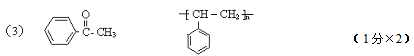 (3) O C CH₃ ⁅CH—CH₂⁆ₙ (1分×2)